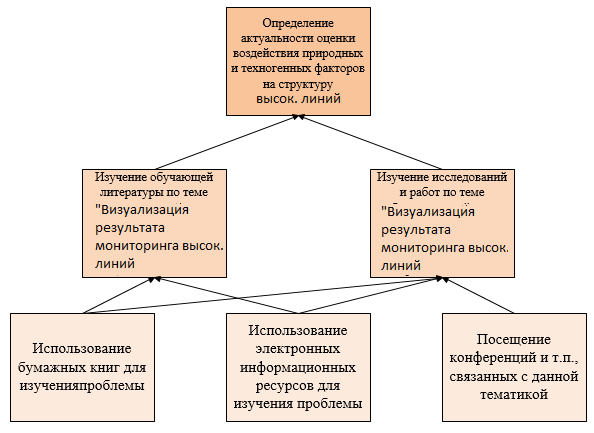 Определение
актуальности оценки
воздействия природных
и техногенных факторов
на структуру
высок. линий
Изучение обучающей
литературы по теме
"Визуализація
результата
мониторинга высок.
линий
Изучение исследований
и работ по теме
"Визуализація
результата
мониторинга высок.
линий
Использование
бумажных книг для
изученияпроблемы
Использование
электронных
информационных
ресурсов для
изучения проблемы
Посещение
конференций и т.п.,
связанных с данной
тематикой